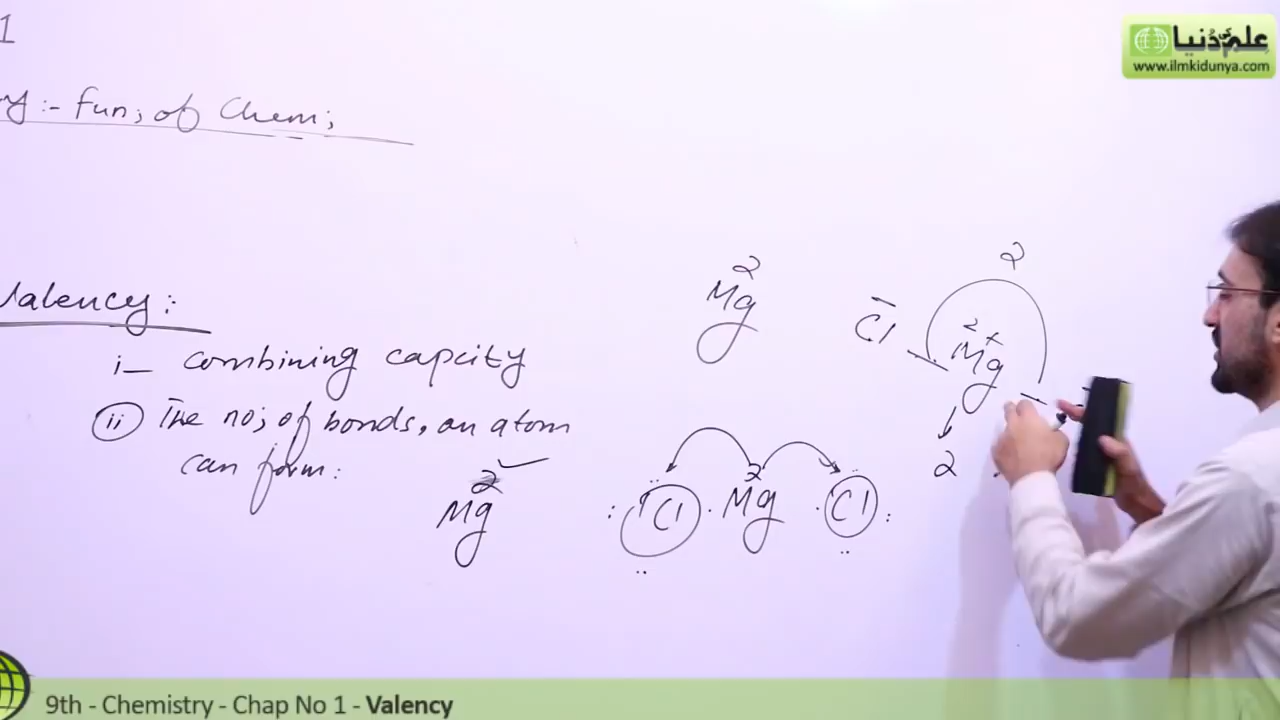 1
y:- Fun; of Chem;
علم کی دنیا
www.ilmkidunya.com
Valency:
i- combining capcity
ii The no; of bonds, an atom
can form:
Mg 2
Mg 2
Cl - Mg 2+ 2
2
Cl Mg 2 Cl
9th - Chemistry - Chap No 1 - Valency